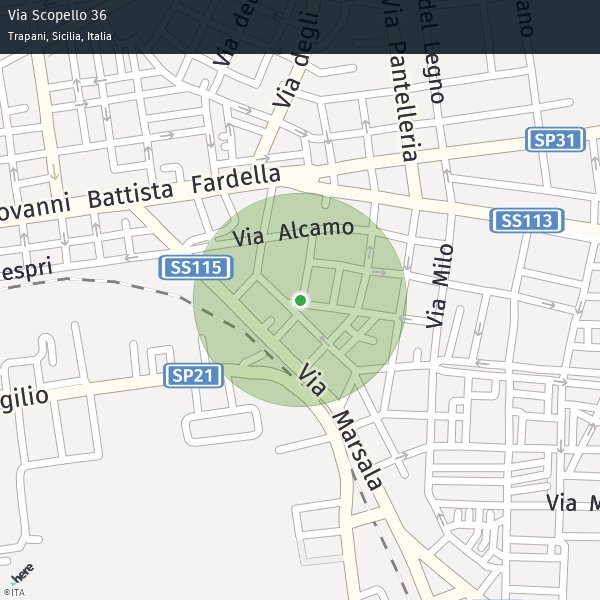 Via Scopello 36
Trapani, Sicilia, Italia
Via de
Via degli
Via Pantelleria
del Legno
ano
SP31
ovanni Battista Fardella
SS113
Via Alcamo
espri
SS115
Via Milo
SP21
gilio
Via Marsala
Via M
here
©ITA